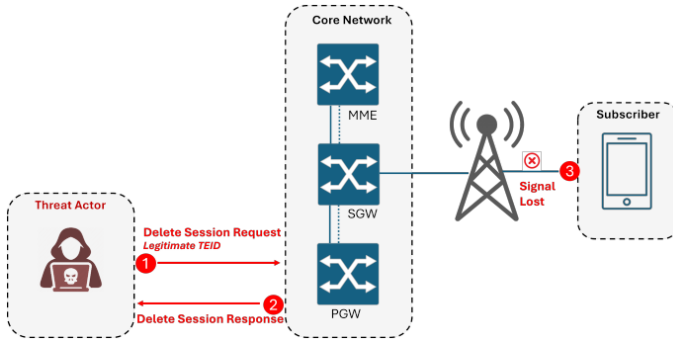 Core Network
MME
Subscriber
SGW
Signal
Lost
3
Threat Actor
Delete Session Request
Legitimate TEID
1
2
Delete Session Response
PGW